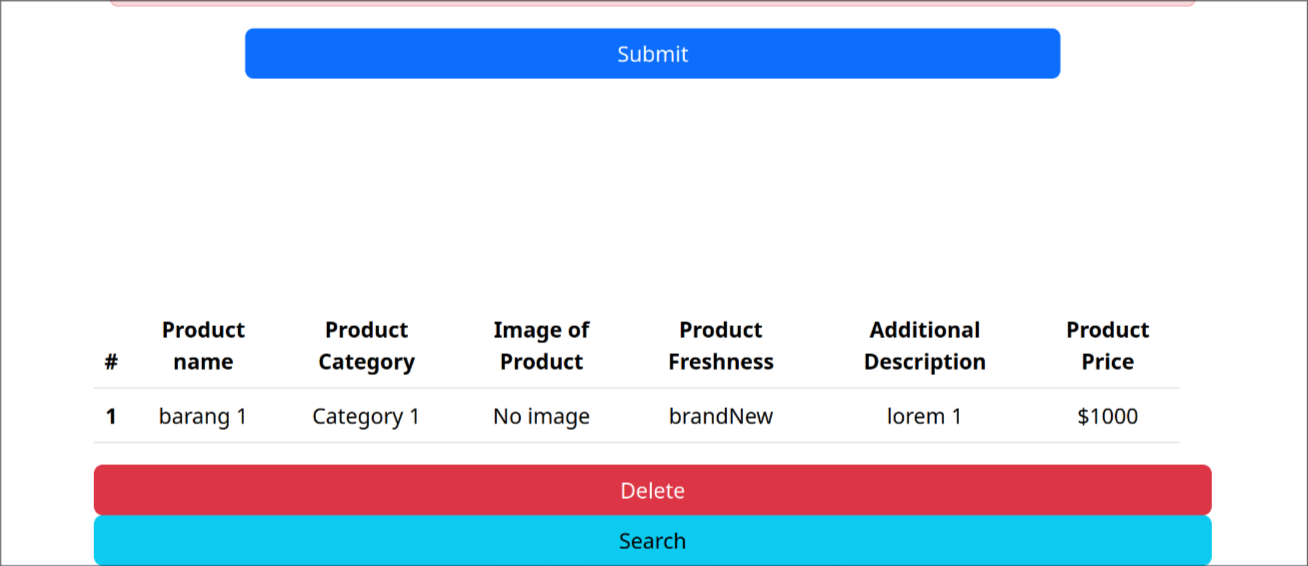 Submit
# Product name Product Category Image of Product Product Freshness Additional Description Product Price
1 barang 1 Category 1 No image brandNew lorem 1 $1000
Delete
Search